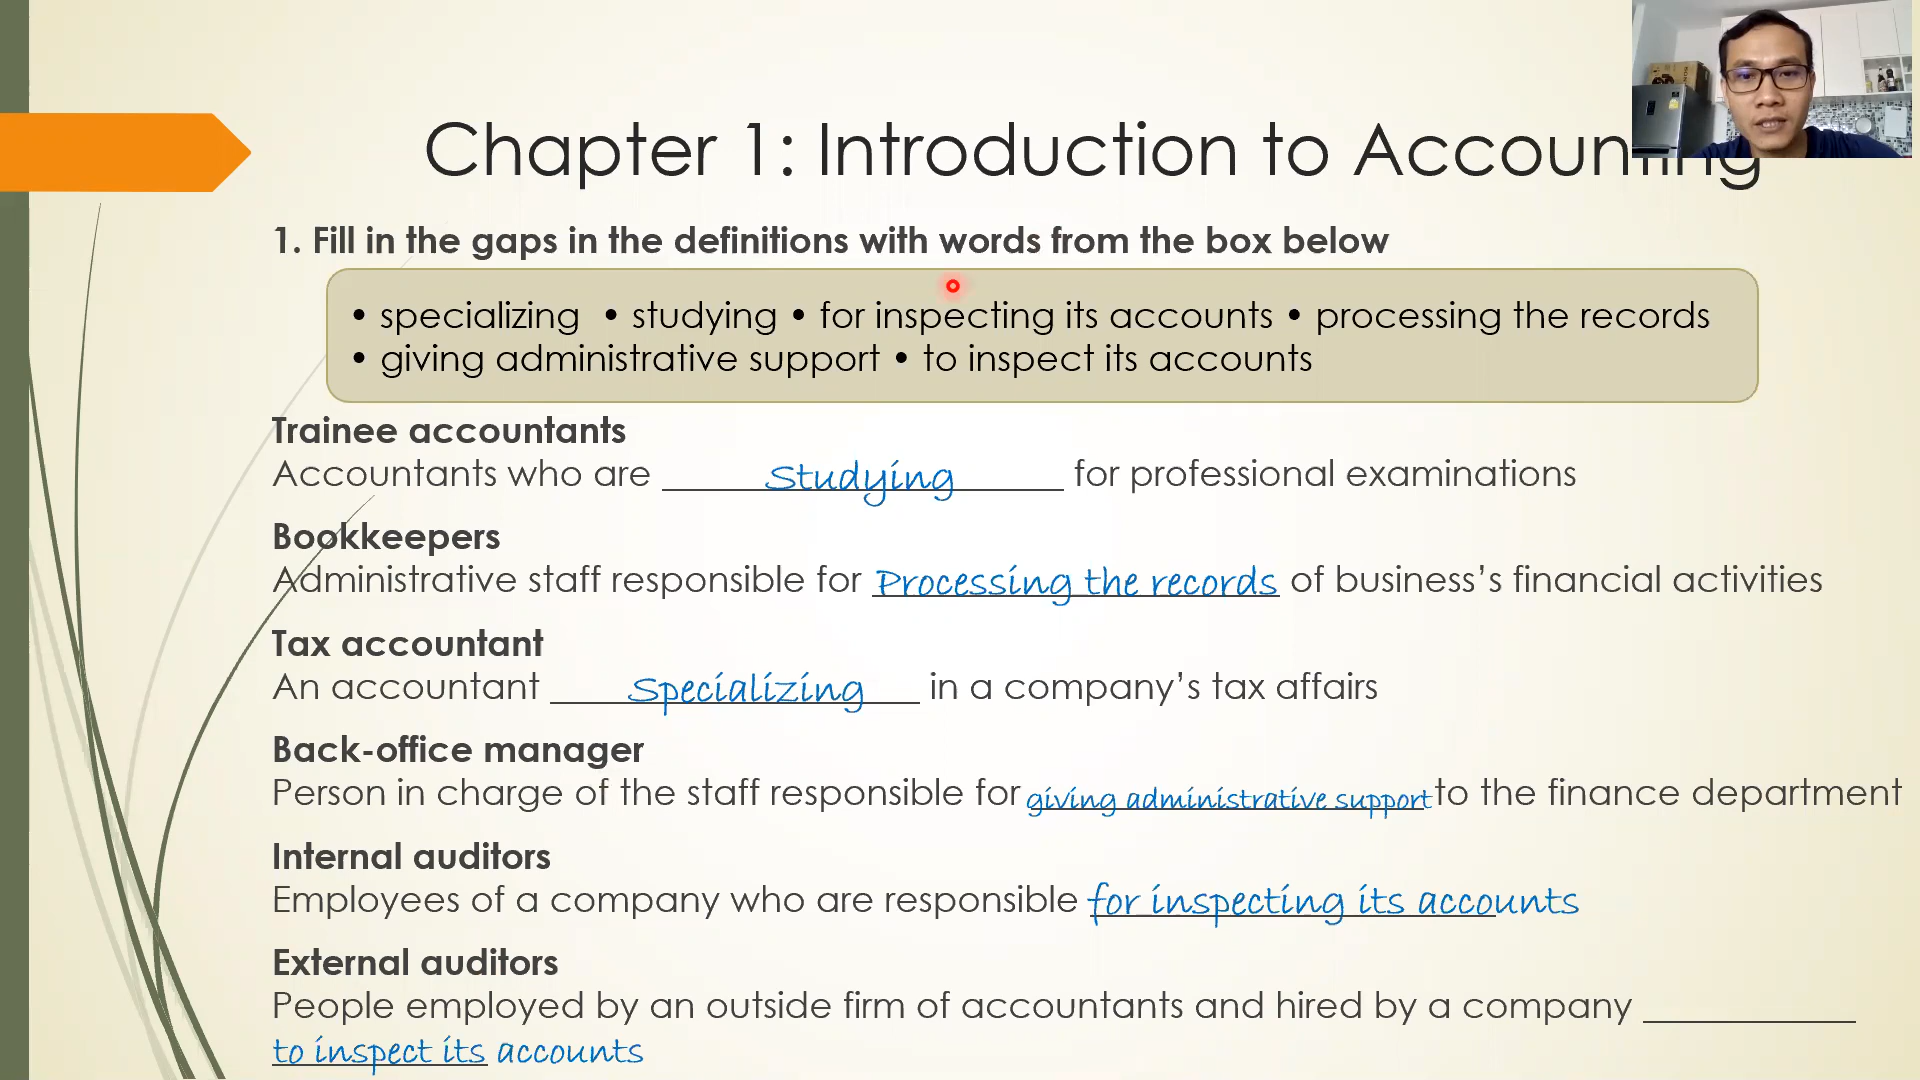 Chapter 1: Introduction to Accounting
1. Fill in the gaps in the definitions with words from the box below
• specializing • studying • for inspecting its accounts • processing the records
• giving administrative support • to inspect its accounts
Trainee accountants
Accountants who are Studying for professional examinations
Bookkeepers
Administrative staff responsible for Processing the records of business’s financial activities
Tax accountant
An accountant Specializing in a company’s tax affairs
Back-office manager
Person in charge of the staff responsible for giving administrative support to the finance department
Internal auditors
Employees of a company who are responsible for inspecting its accounts
External auditors
People employed by an outside firm of accountants and hired by a company ____________
to inspect its accounts